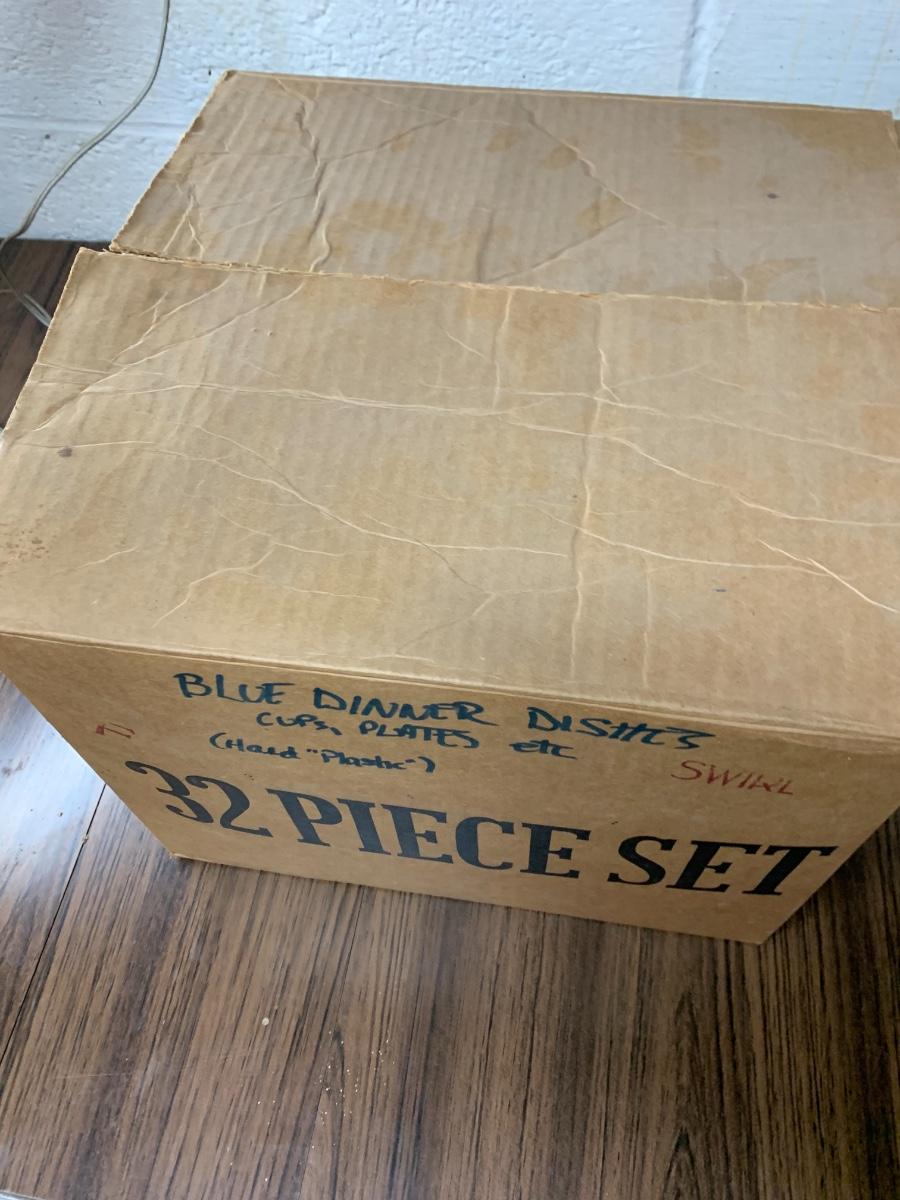 BLUE DINNER DISHES
CUPS, PLATES etc
(Hard "Plastic")
SWIRL
32 PIECE SET